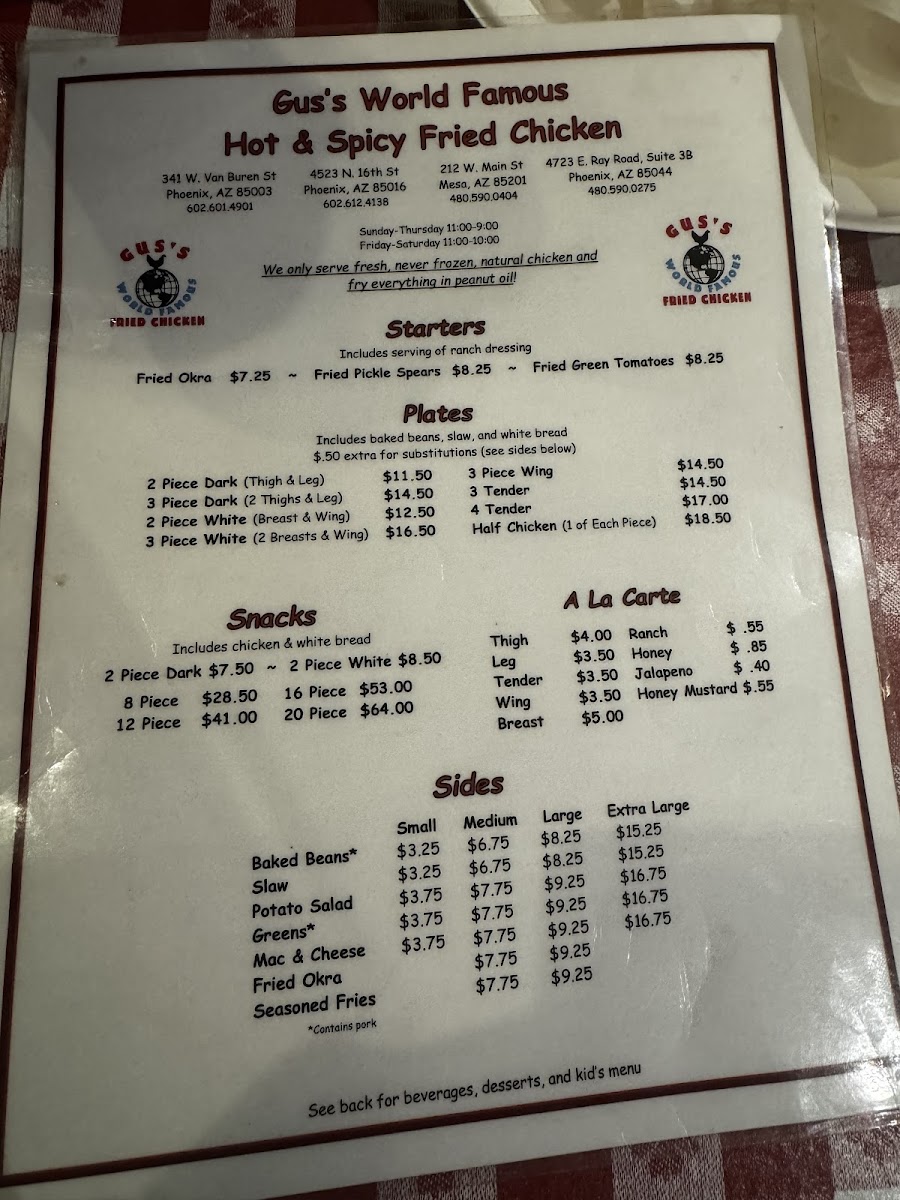 Gus's World Famous
Hot & Spicy Fried Chicken
341 W. Van Buren St
Phoenix, AZ 85003
602.601.4901
4523 N. 16th St
Phoenix, AZ 85016
602.612.4138
212 W. Main St
Mesa, AZ 85201
480.590.0404
4723 E. Ray Road, Suite 3B
Phoenix, AZ 85044
480.590.0275
Sunday-Thursday 11:00-9:00
Friday-Saturday 11:00-10:00
GUS'S
WORLD FAMOUS
FRIED CHICKEN
We only serve fresh, never frozen, natural chicken and
fry everything in peanut oil!
GUS'S
WORLD FAMOUS
FRIED CHICKEN
Starters
Includes serving of ranch dressing
Fried Okra $7.25 ~ Fried Pickle Spears $8.25 ~ Fried Green Tomatoes $8.25
Plates
Includes baked beans, slaw, and white bread
$.50 extra for substitutions (see sides below)
2 Piece Dark (Thigh & Leg) $11.50
3 Piece Dark (2 Thighs & Leg) $14.50
2 Piece White (Breast & Wing) $12.50
3 Piece White (2 Breasts & Wing) $16.50
3 Piece Wing $14.50
3 Tender $14.50
4 Tender $17.00
Half Chicken (1 of Each Piece) $18.50
Snacks
Includes chicken & white bread
2 Piece Dark $7.50 ~ 2 Piece White $8.50
8 Piece $28.50 16 Piece $53.00
12 Piece $41.00 20 Piece $64.00
A La Carte
Thigh $4.00 Ranch $ .55
Leg $3.50 Honey $ .85
Tender $3.50 Jalapeno $ .40
Wing $3.50 Honey Mustard $.55
Breast $5.00
Sides
Small Medium Large Extra Large
Baked Beans* $3.25 $6.75 $8.25 $15.25
Slaw $3.25 $6.75 $8.25 $15.25
Potato Salad $3.75 $7.75 $9.25 $16.75
Greens* $3.75 $7.75 $9.25 $16.75
Mac & Cheese $3.75 $7.75 $9.25 $16.75
Fried Okra $7.75 $9.25
Seasoned Fries $7.75 $9.25
*Contains pork
See back for beverages, desserts, and kid's menu